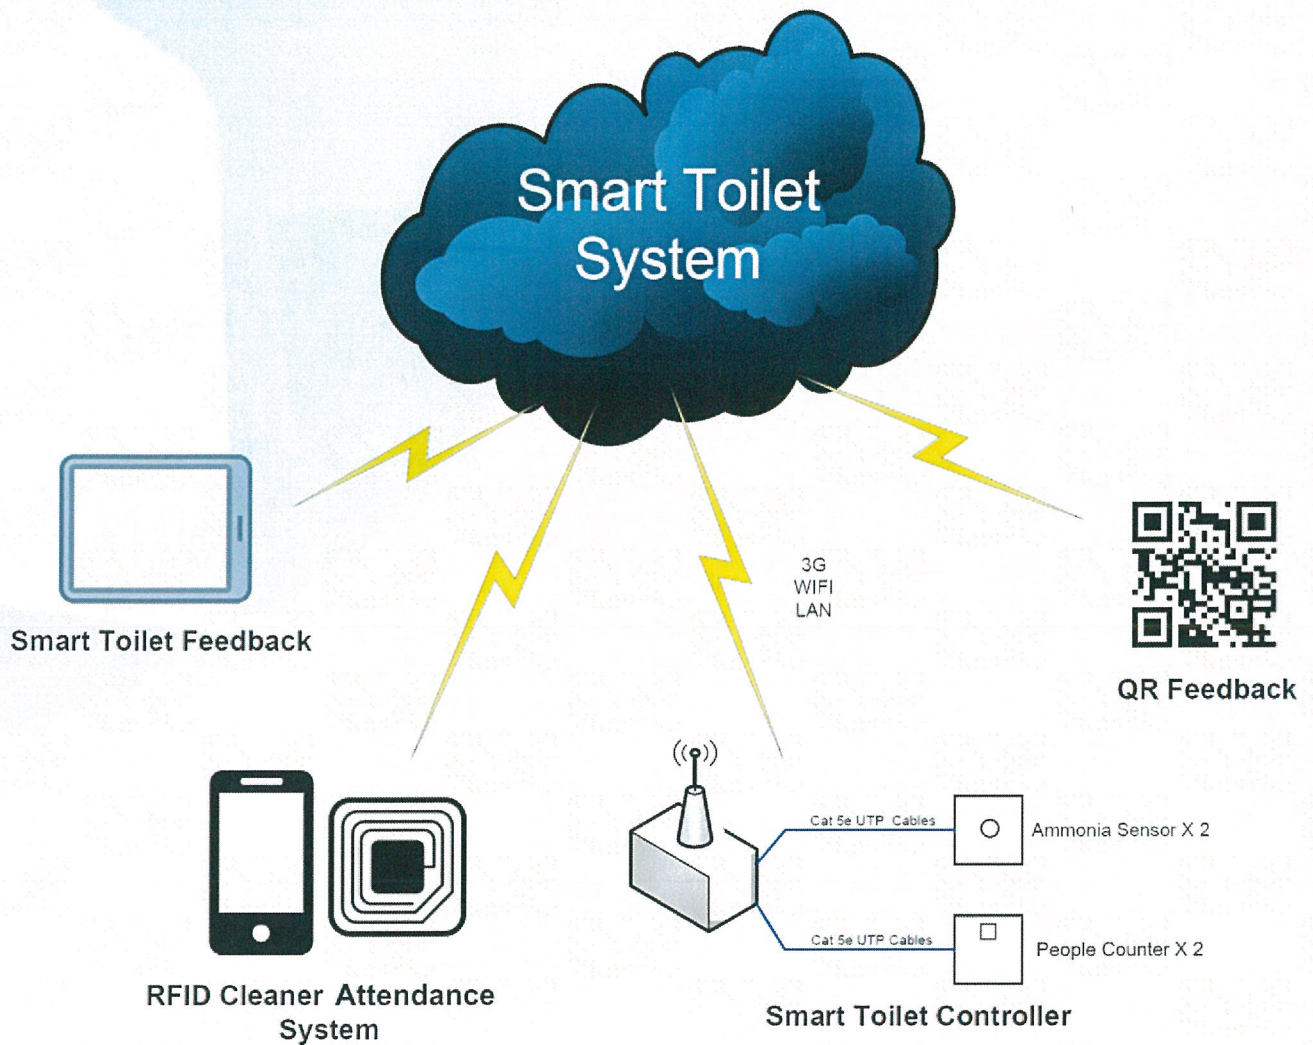 Smart Toilet
System
3G
WIFI
LAN
Smart Toilet Feedback
QR Feedback
Cat 5e UTP Cables
Ammonia Sensor X 2
Cat 5e UTP Cables
People Counter X 2
RFID Cleaner Attendance
System
Smart Toilet Controller